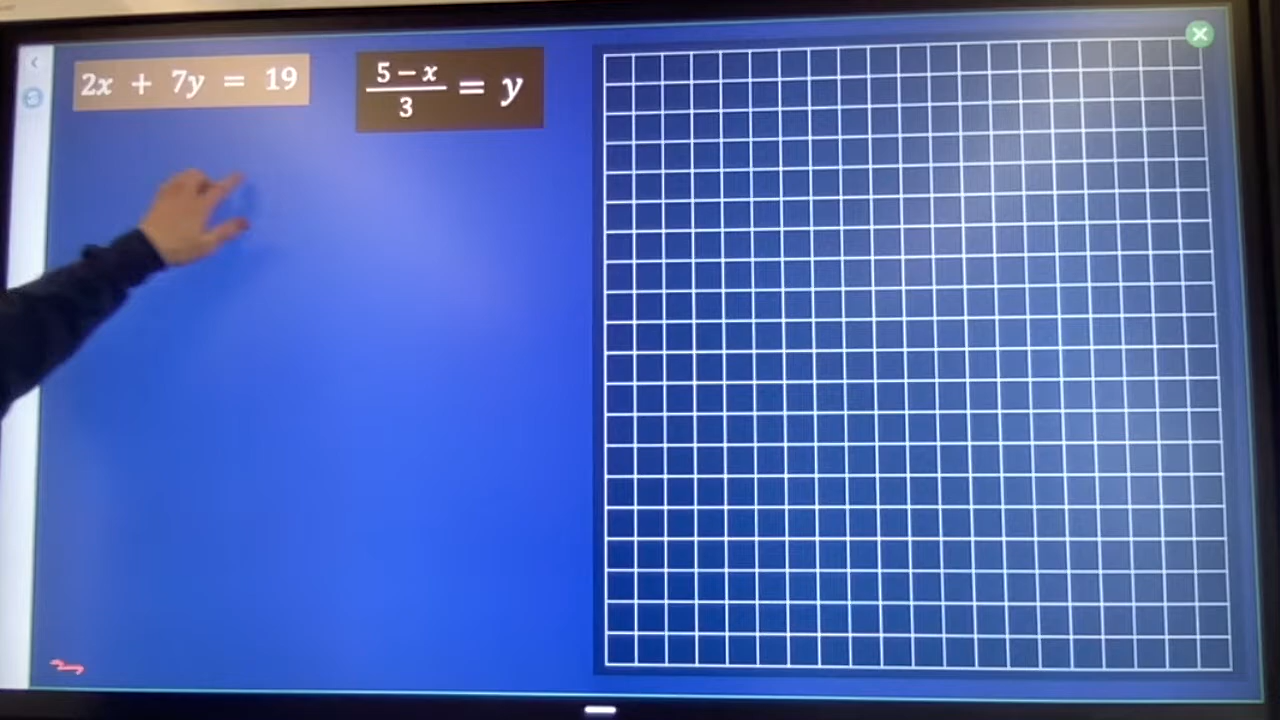 2x + 7y = 19
5 − x / 3 = y